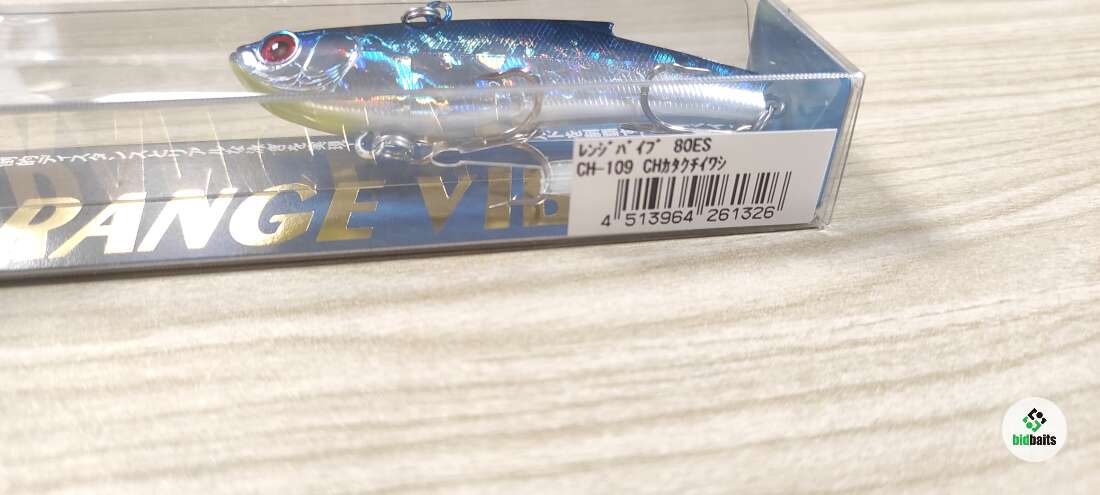 レンジバイブ 80ES
CH-109 CHカタクチイワシ
4 513964 261326
RANGE VIB
bidbaits